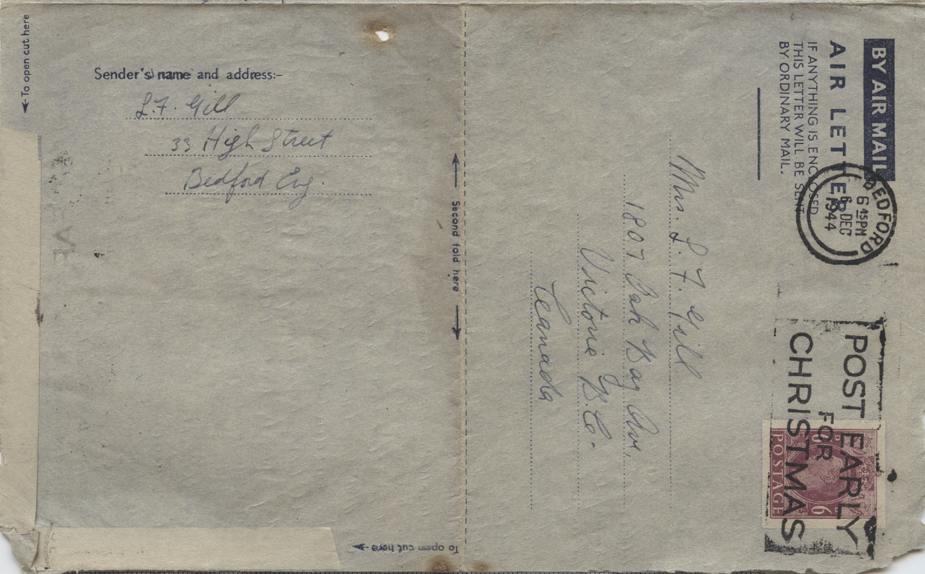 To open cut here
Sender's name and address:-
L.F. Gill
33 High Street
Bedford Eng.
Second fold here
To open cut here
BY AIR MAIL
AIR LETTER
IF ANYTHING IS ENCLOSED
THIS LETTER WILL BE SENT
BY ORDINARY MAIL.
BEDFORD
6 45 PM
6 DEC
1944
POST EARLY
FOR
CHRISTMAS
POSTAGE
Mrs. L. F. Gill
1807 Oak Bay Ave.
Victoria B.C.
Canada